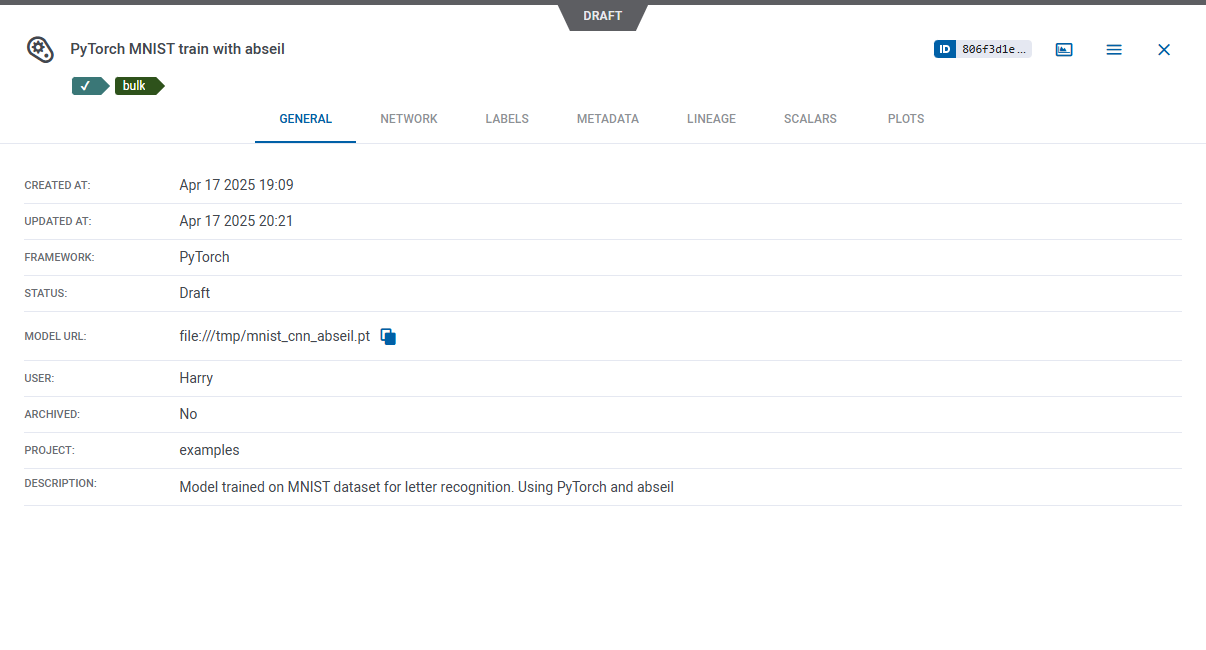 DRAFT
PyTorch MNIST train with abseil
ID 806f3d1e...
✓ bulk
GENERAL NETWORK LABELS METADATA LINEAGE SCALARS PLOTS
CREATED AT: Apr 17 2025 19:09
UPDATED AT: Apr 17 2025 20:21
FRAMEWORK: PyTorch
STATUS: Draft
MODEL URL: file:///tmp/mnist_cnn_abseil.pt
USER: Harry
ARCHIVED: No
PROJECT: examples
DESCRIPTION: Model trained on MNIST dataset for letter recognition. Using PyTorch and abseil